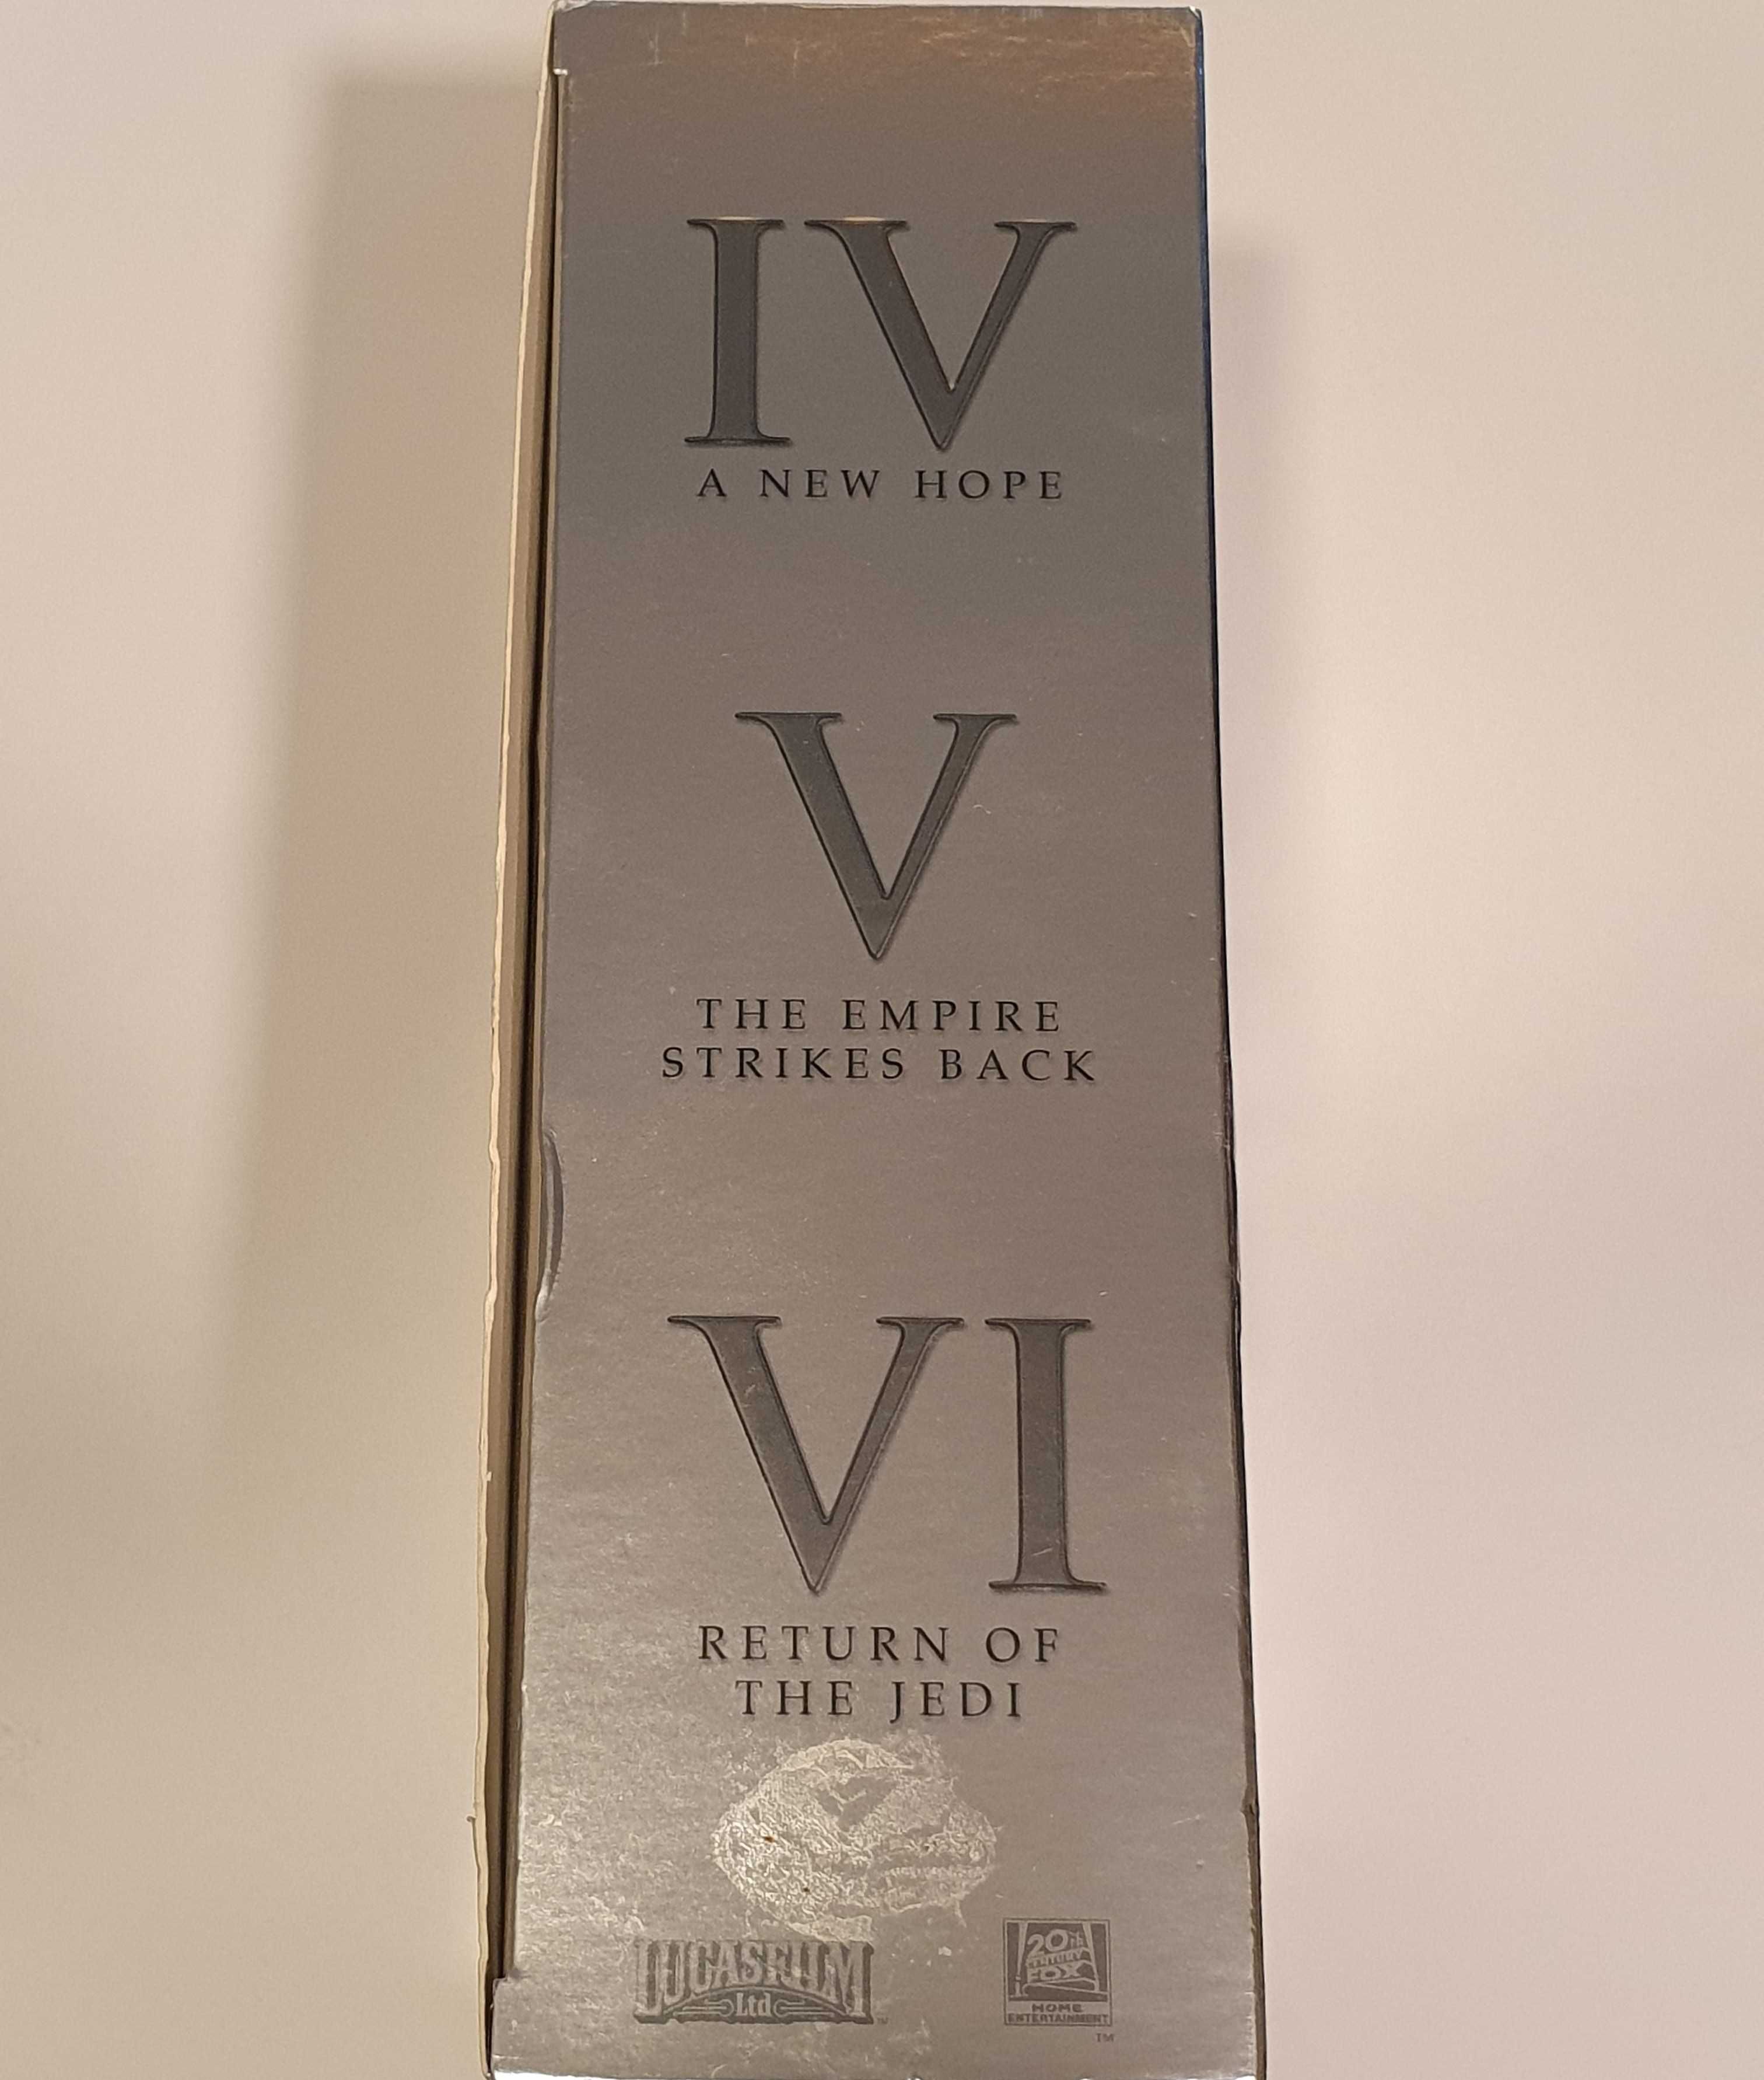 IV
A NEW HOPE
V
THE EMPIRE
STRIKES BACK
VI
RETURN OF
THE JEDI
LUCASFILM
Ltd
TM
20th
CENTURY
FOX
HOME
ENTERTAINMENT
TM